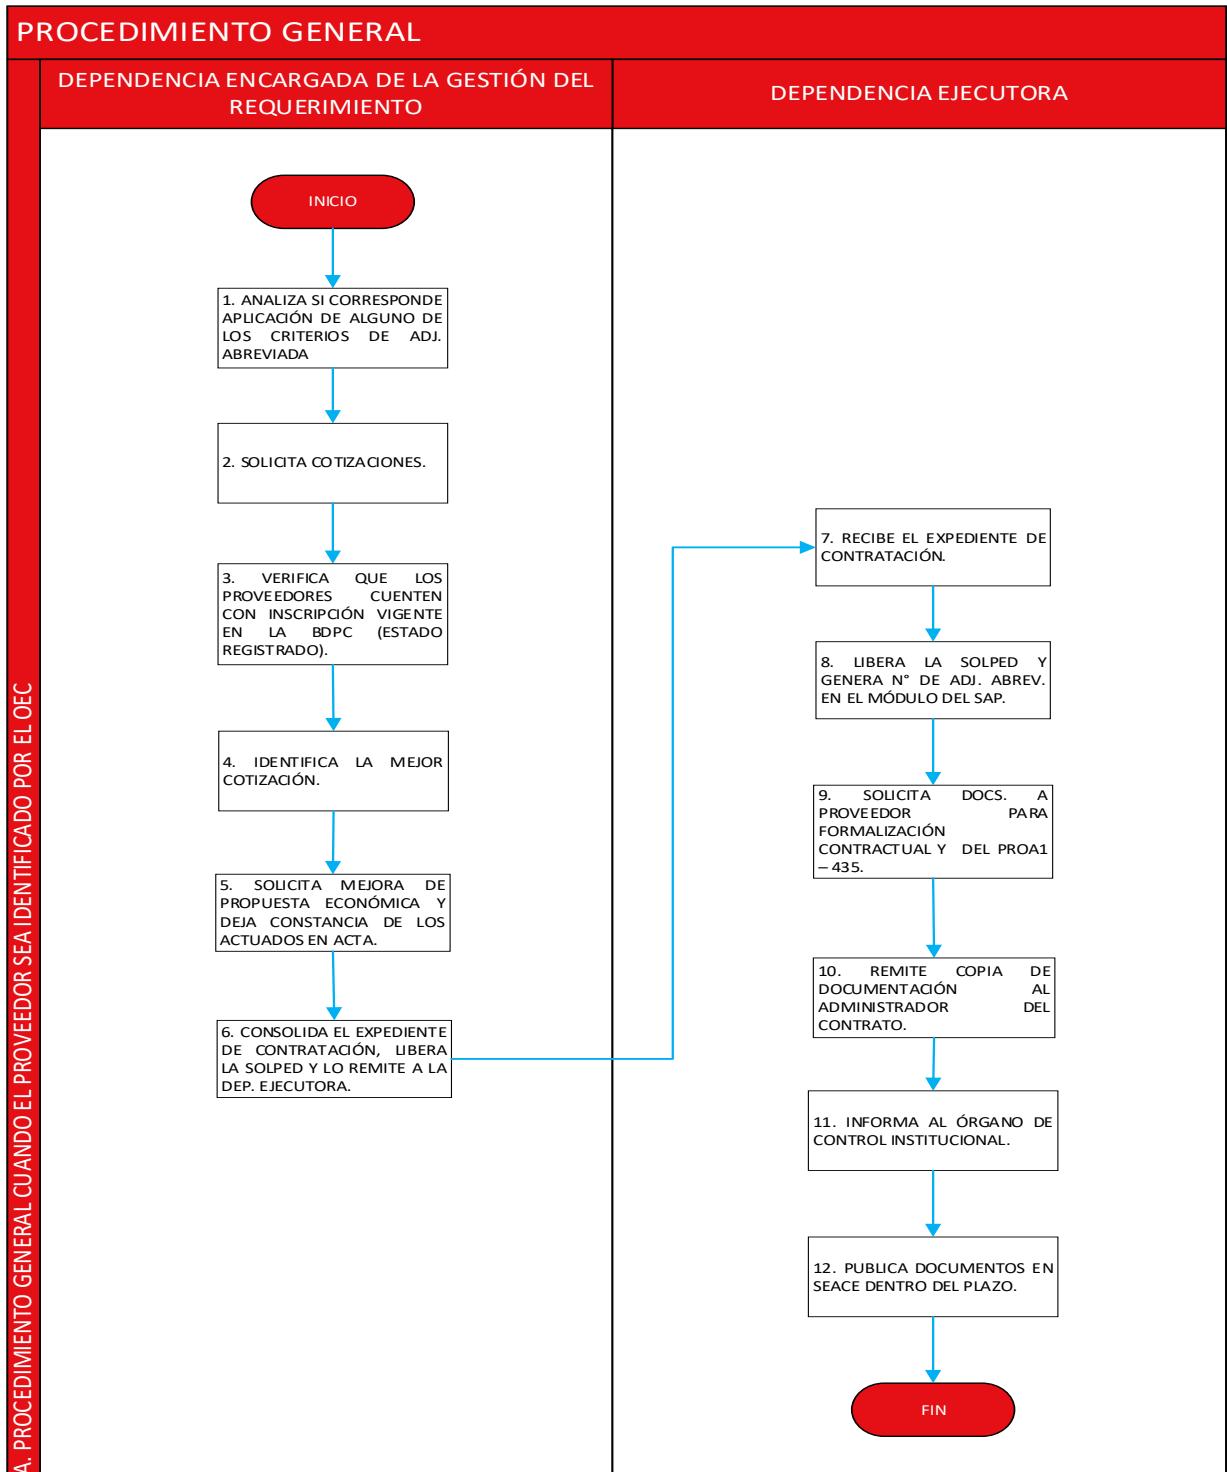 PROCEDIMIENTO GENERAL
A. PROCEDIMIENTO GENERAL CUANDO EL PROVEEDOR SEA IDENTIFICADO POR EL OEC
DEPENDENCIA ENCARGADA DE LA GESTIÓN DEL
REQUERIMIENTO
INICIO
1. ANALIZA SI CORRESPONDE
APLICACIÓN DE ALGUNO DE
LOS CRITERIOS DE ADJ.
ABREVIADA
2. SOLICITA COTIZACIONES.
3. VERIFICA QUE LOS
PROVEEDORES CUENTEN
CON INSCRIPCIÓN VIGENTE
EN LA BDPC (ESTADO
REGISTRADO).
4. IDENTIFICA LA MEJOR
COTIZACIÓN.
5. SOLICITA MEJORA DE
PROPUESTA ECONÓMICA Y
DEJA CONSTANCIA DE LOS
ACTUADOS EN ACTA.
6. CONSOLIDA EL EXPEDIENTE
DE CONTRATACIÓN, LIBERA
LA SOLPED Y LO REMITE A LA
DEP. EJECUTORA.
DEPENDENCIA EJECUTORA
7. RECIBE EL EXPEDIENTE DE
CONTRATACIÓN.
8. LIBERA LA SOLPED Y
GENERA N° DE ADJ. ABREV.
EN EL MÓDULO DEL SAP.
9. SOLICITA DOCS. A
PROVEEDOR PARA
FORMALIZACIÓN
CONTRACTUAL Y DEL PROA1
– 435.
10. REMITE COPIA DE
DOCUMENTACIÓN AL
ADMINISTRADOR DEL
CONTRATO.
11. INFORMA AL ÓRGANO DE
CONTROL INSTITUCIONAL.
12. PUBLICA DOCUMENTOS EN
SEACE DENTRO DEL PLAZO.
FIN